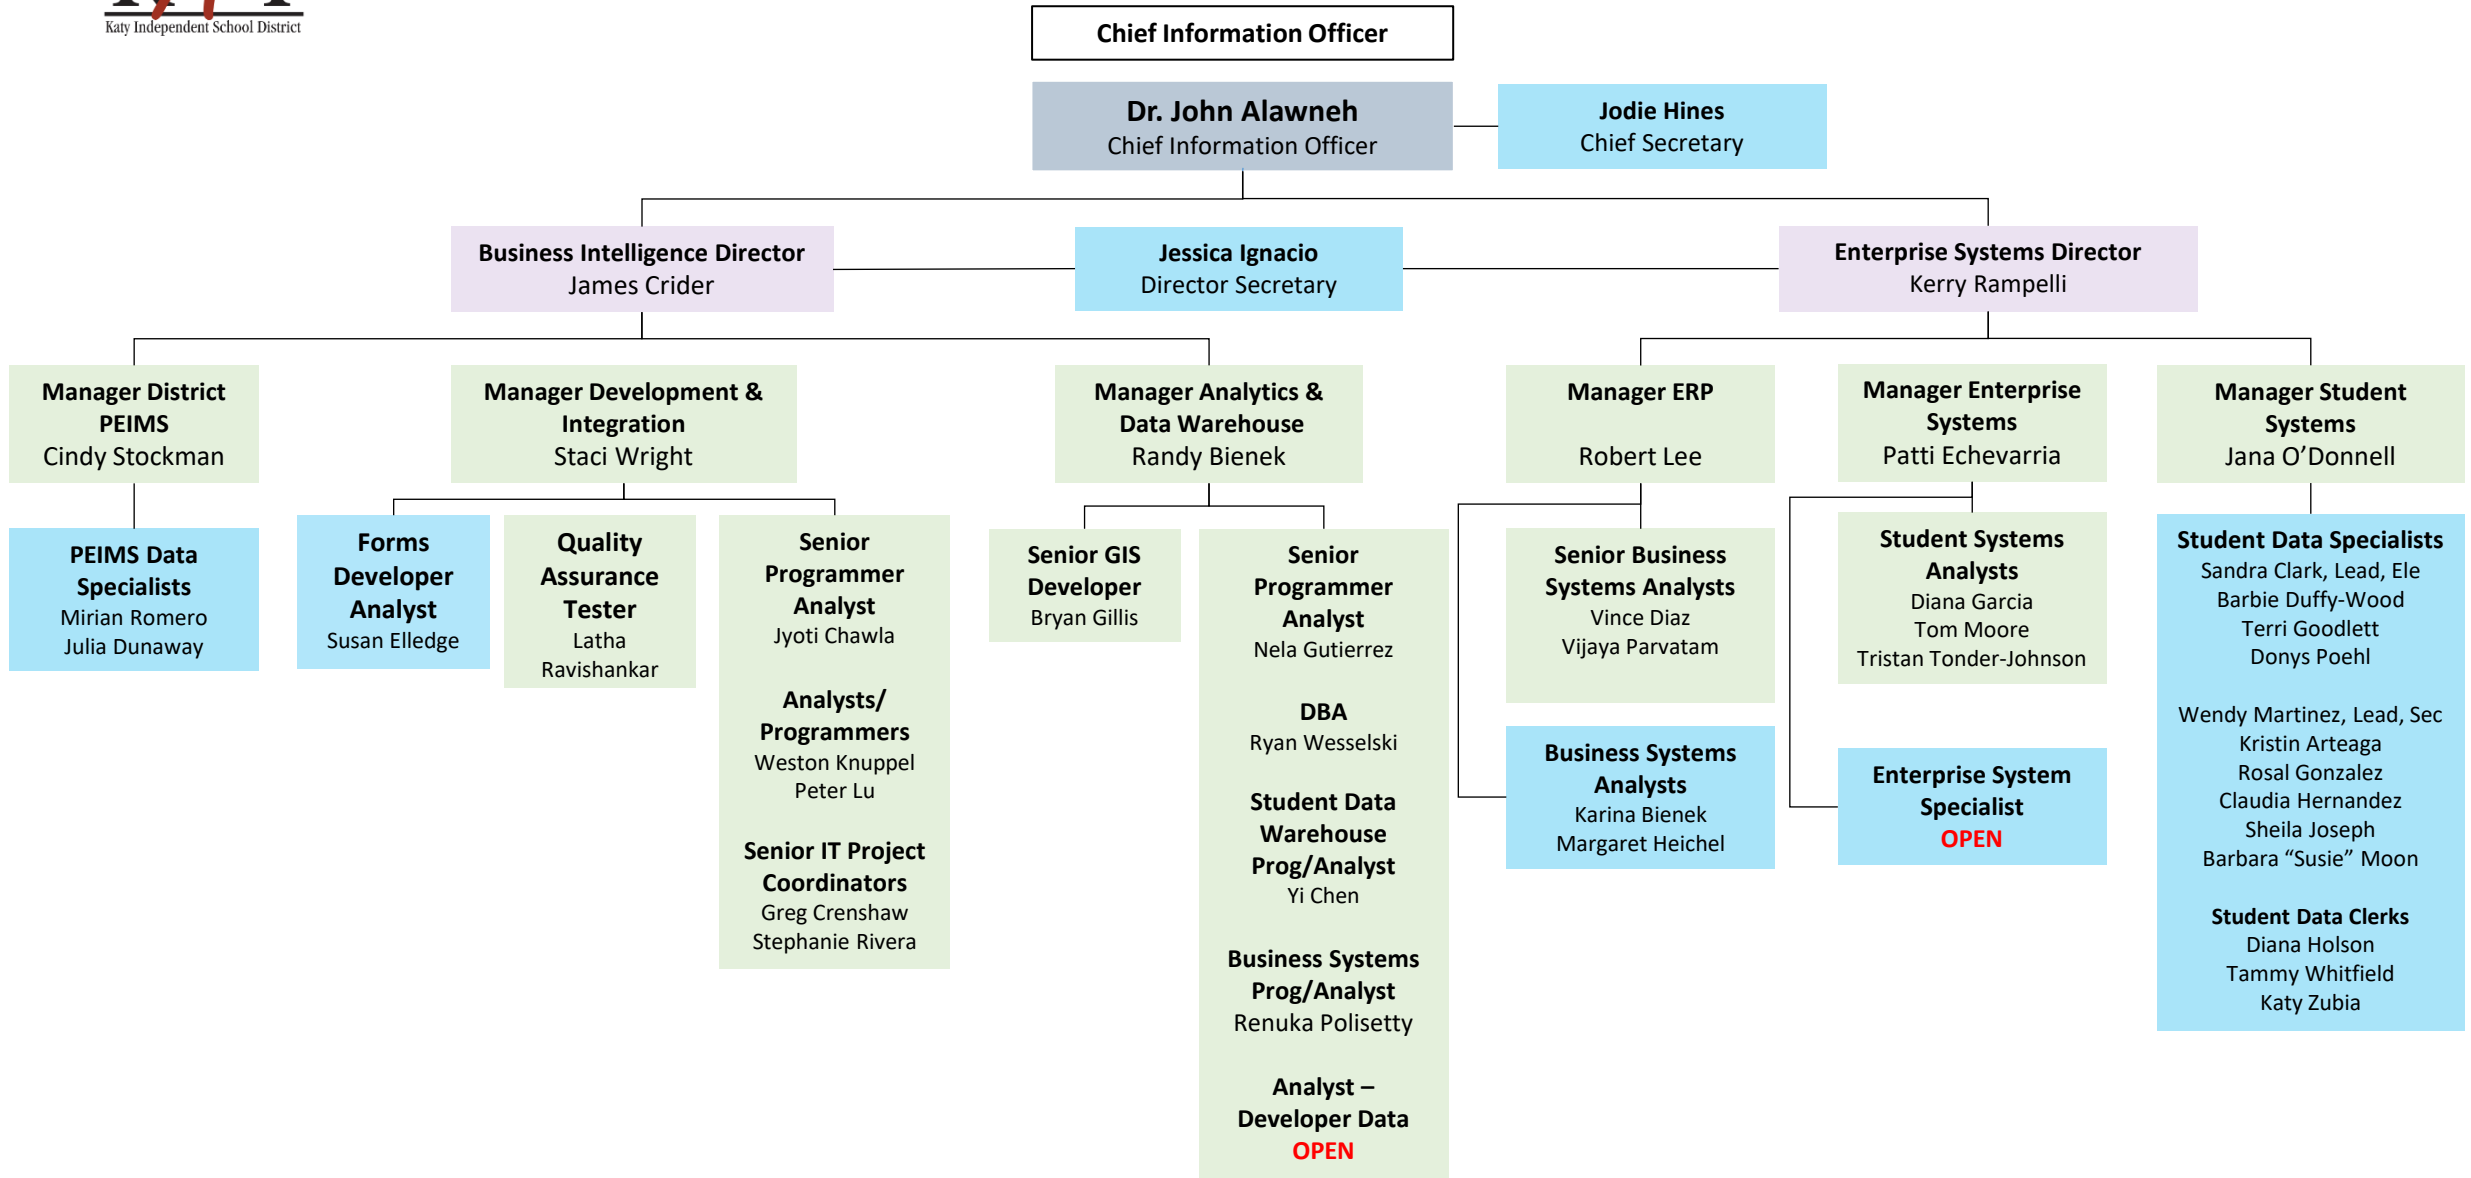 Katy Independent School District
Chief Information Officer
Dr. John Alawneh
Chief Information Officer
Jodie Hines
Chief Secretary
Business Intelligence Director
James Crider
Jessica Ignacio
Director Secretary
Enterprise Systems Director
Kerry Rampelli
Manager District
PEIMS
Cindy Stockman
Manager Development &
Integration
Staci Wright
Manager Analytics &
Data Warehouse
Randy Bienek
Manager ERP
Robert Lee
Manager Enterprise
Systems
Patti Echevarria
Manager Student
Systems
Jana O’Donnell
PEIMS Data
Specialists
Mirian Romero
Julia Dunaway
Forms
Developer
Analyst
Susan Elledge
Quality
Assurance
Tester
Latha
Ravishankar
Senior
Programmer
Analyst
Jyoti Chawla
Analysts/
Programmers
Weston Knuppel
Peter Lu
Senior IT Project
Coordinators
Greg Crenshaw
Stephanie Rivera
Senior GIS
Developer
Bryan Gillis
Senior
Programmer
Analyst
Nela Gutierrez
DBA
Ryan Wesselski
Student Data
Warehouse
Prog/Analyst
Yi Chen
Business Systems
Prog/Analyst
Renuka Polisetty
Analyst –
Developer Data
OPEN
Senior Business
Systems Analysts
Vince Diaz
Vijaya Parvatam
Business Systems
Analysts
Karina Bienek
Margaret Heichel
Student Systems
Analysts
Diana Garcia
Tom Moore
Tristan Tonder-Johnson
Enterprise System
Specialist
OPEN
Student Data Specialists
Sandra Clark, Lead, Ele
Barbie Duffy-Wood
Terri Goodlett
Donys Poehl
Wendy Martinez, Lead, Sec
Kristin Arteaga
Rosal Gonzalez
Claudia Hernandez
Sheila Joseph
Barbara “Susie” Moon
Student Data Clerks
Diana Holson
Tammy Whitfield
Katy Zubia